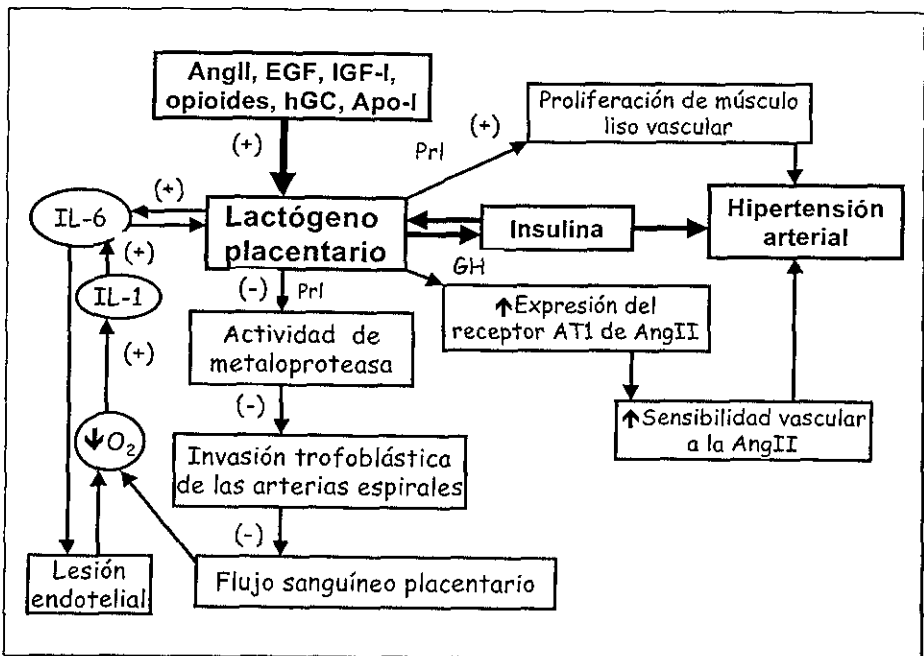 AngII, EGF, IGF-I,
opioides, hGC, Apo-I
(+)
Prl
(+)
Proliferación de músculo
liso vascular
(+)
IL-6
Lactógeno
placentario
Insulina
Hipertensión
arterial
(+)
IL-1
(+)
GH
(-)
Prl
↑Expresión del
receptor AT1 de AngII
Actividad de
metaloproteasa
(-)
↑Sensibilidad vascular
a la AngII
↓O₂
Invasión trofoblástica
de las arterias espirales
(-)
Lesión
endotelial
Flujo sanguíneo placentario